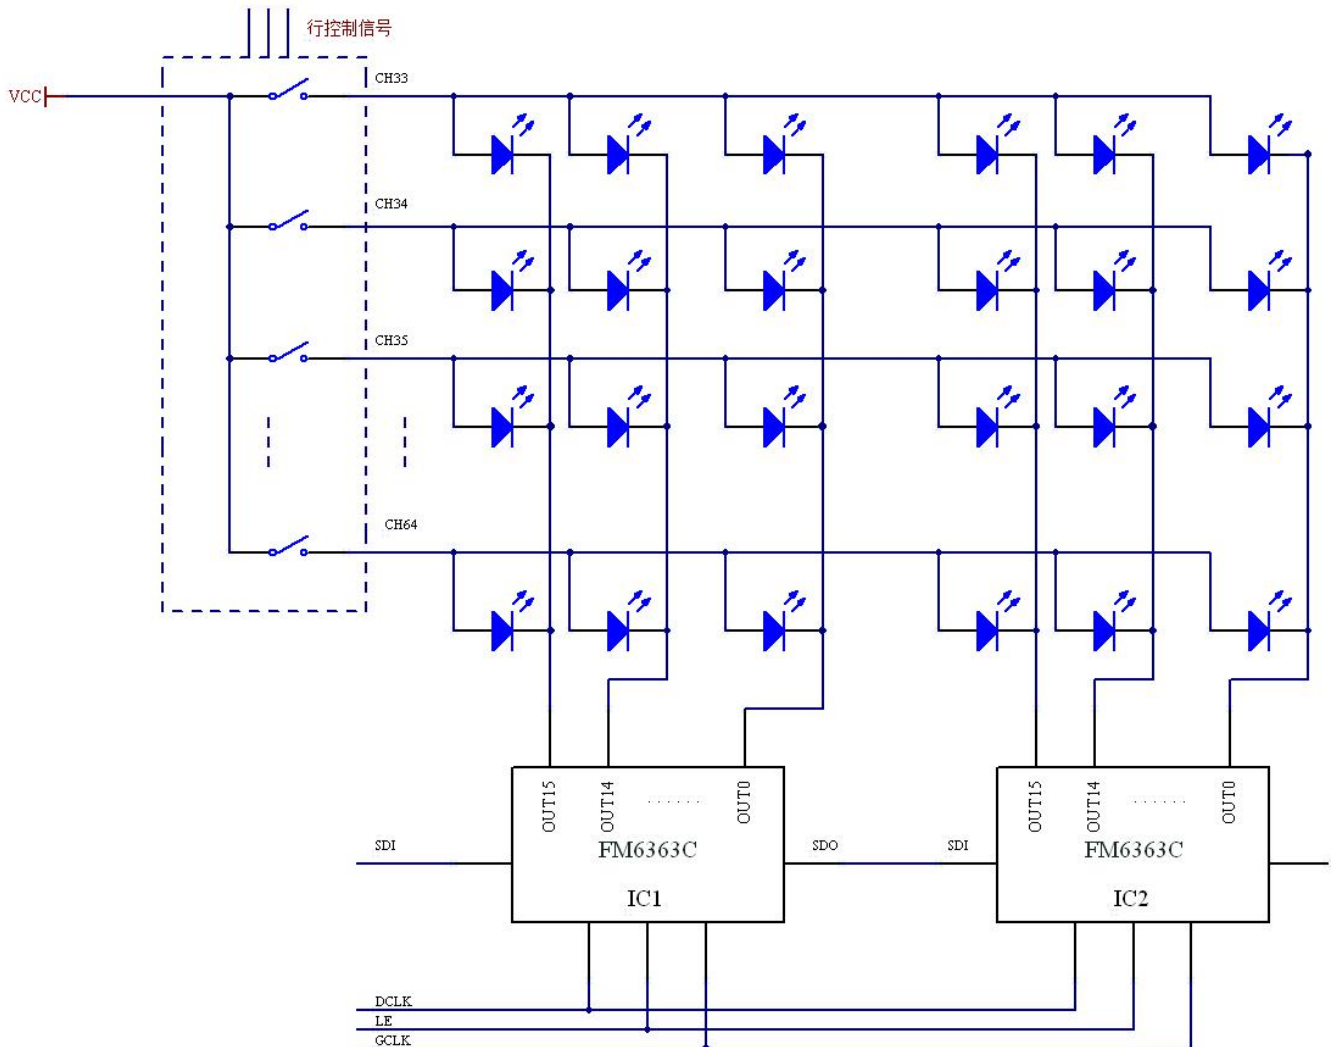 行控制信号
VCC
CH33
CH34
CH35
CH64
OUT15
OUT14
......
OUT0
OUT15
OUT14
......
OUT0
SDI
FM6363C
SDO
SDI
FM6363C
IC1
IC2
DCLK
LE
GCLK